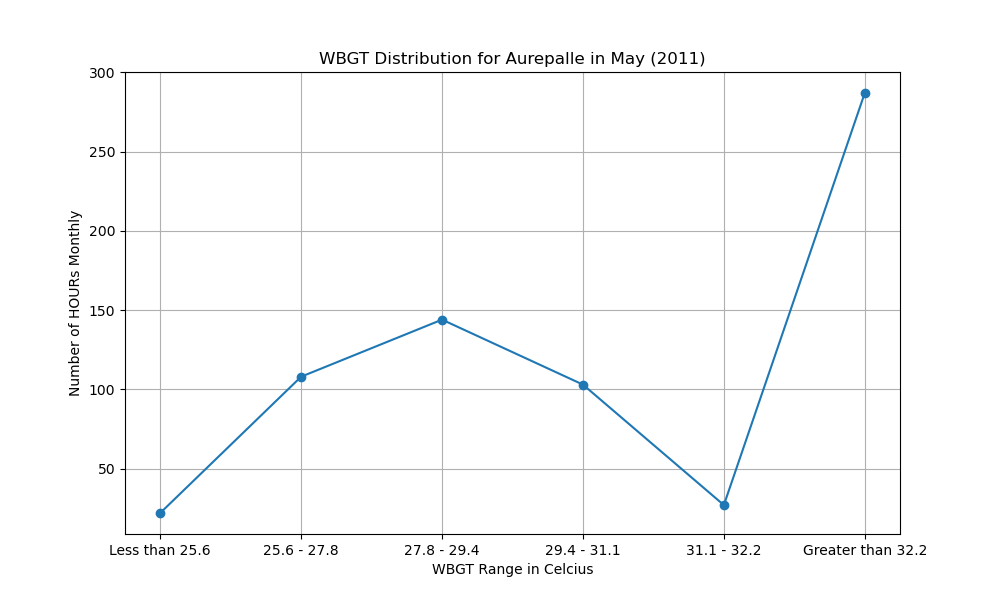 WBGT Distribution for Aurepalle in May (2011)
Number of HOURs Monthly
300
250
200
150
100
50
Less than 25.6 25.6 - 27.8 27.8 - 29.4 29.4 - 31.1 31.1 - 32.2 Greater than 32.2
WBGT Range in Celcius